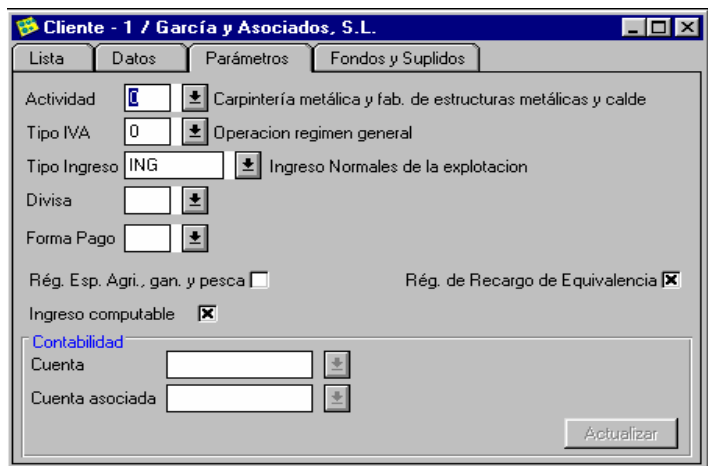 Cliente - 1 / García y Asociados, S.L.
Lista Datos Parámetros Fondos y Suplidos
Actividad 0 Carpintería metálica y fab. de estructuras metálicas y calde
Tipo IVA 0 Operacion regimen general
Tipo Ingreso ING Ingreso Normales de la explotacion
Divisa
Forma Pago
Rég. Esp. Agri., gan. y pesca Rég. de Recargo de Equivalencia
Ingreso computable
Contabilidad
Cuenta
Cuenta asociada
Actualizar